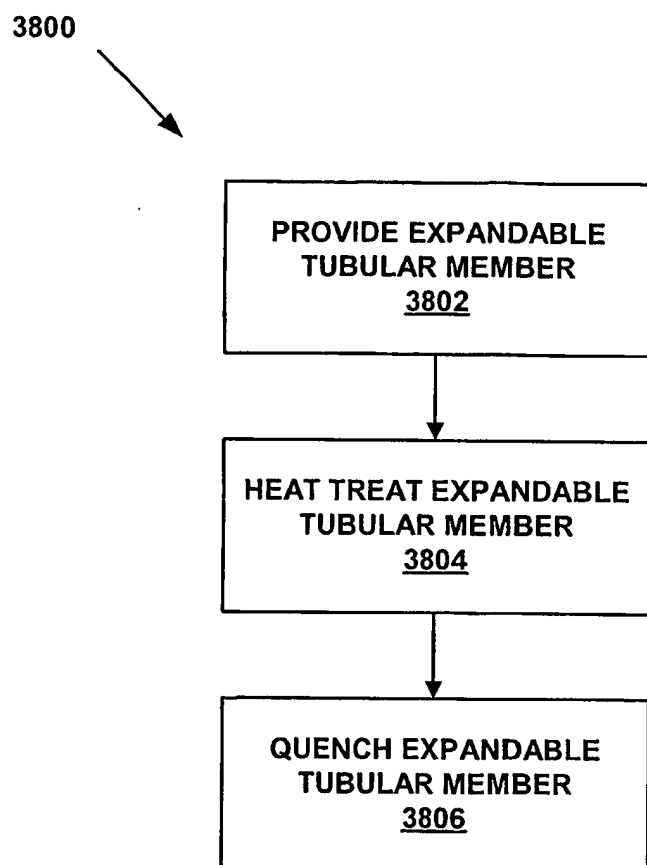 3800
PROVIDE EXPANDABLE
TUBULAR MEMBER
3802
HEAT TREAT EXPANDABLE
TUBULAR MEMBER
3804
QUENCH EXPANDABLE
TUBULAR MEMBER
3806